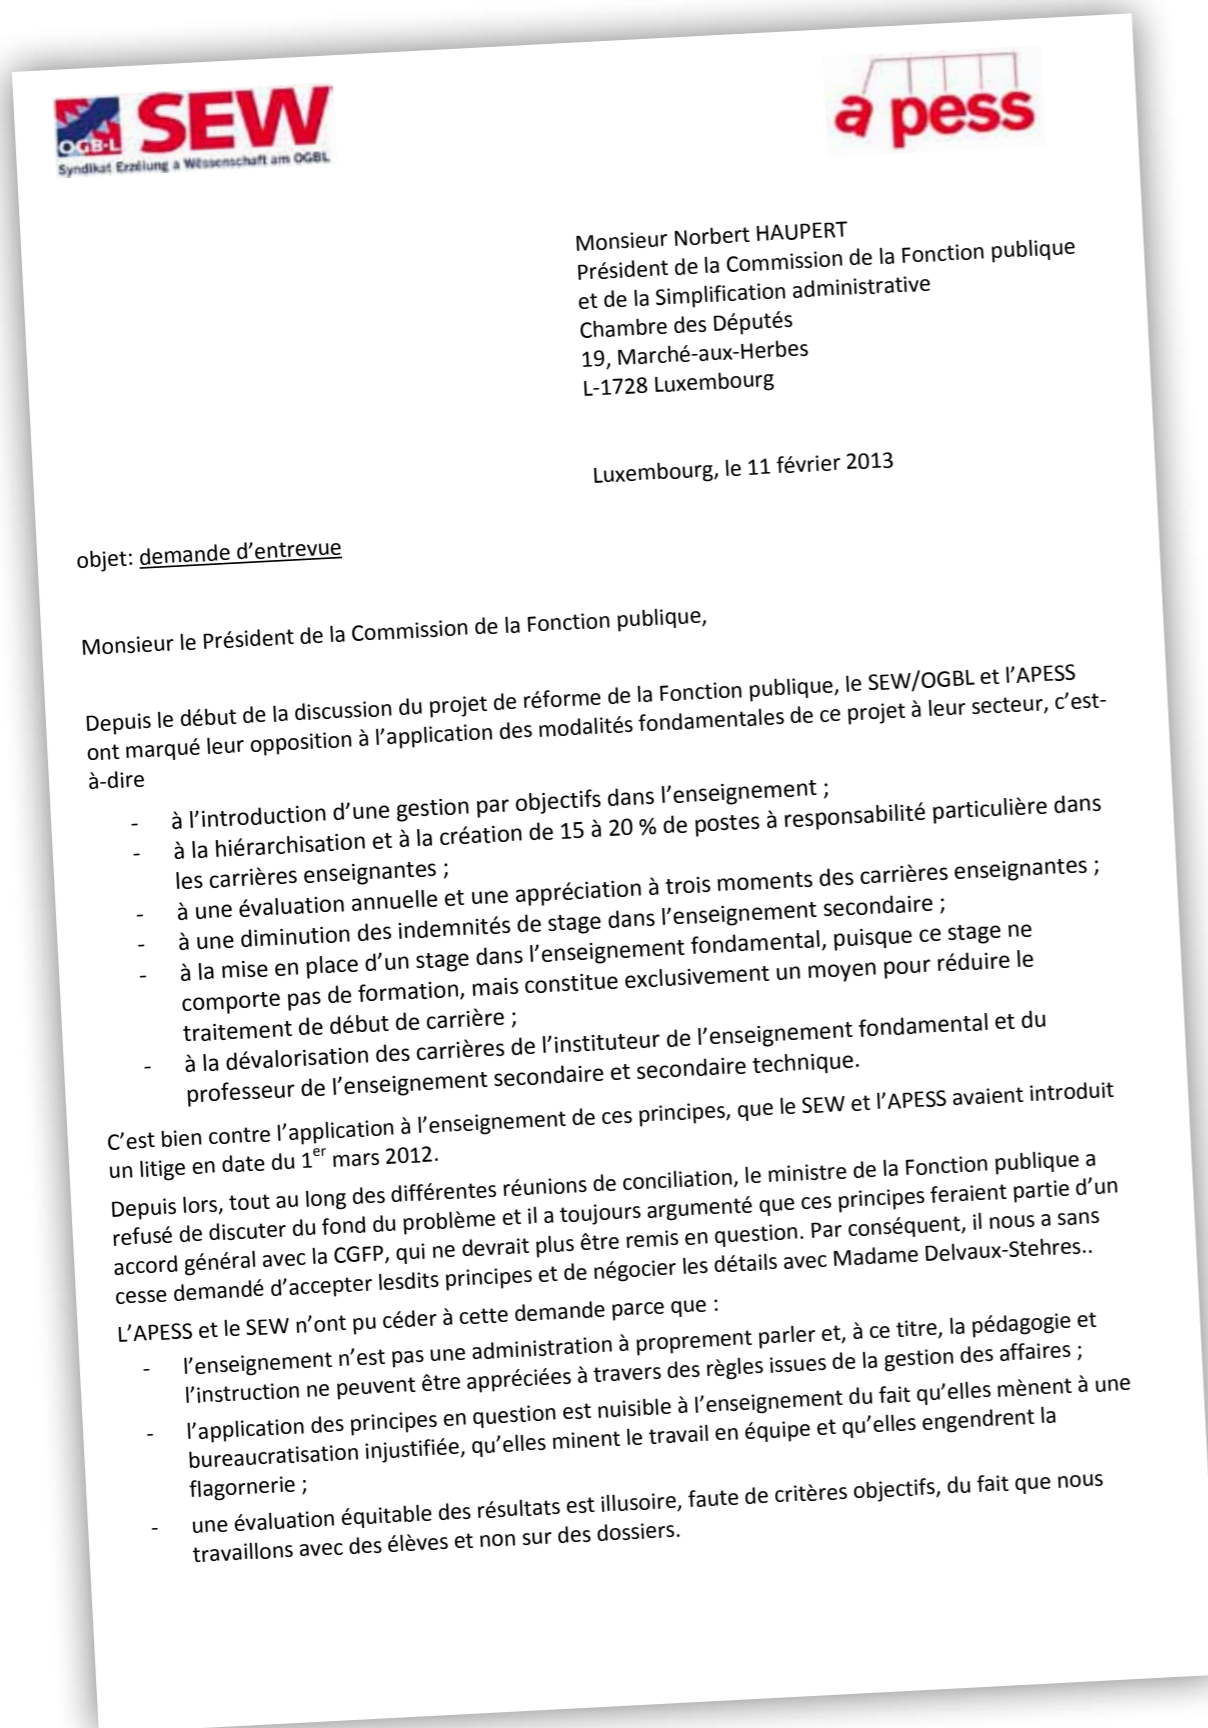 OGB-L
SEW
Syndikat Erzéiung a Wëssenschaft am OGBL
apess
Monsieur Norbert HAUPERT
Président de la Commission de la Fonction publique
et de la Simplification administrative
Chambre des Députés
19, Marché-aux-Herbes
L-1728 Luxembourg
Luxembourg, le 11 février 2013
objet: demande d’entrevue
Monsieur le Président de la Commission de la Fonction publique,
Depuis le début de la discussion du projet de réforme de la Fonction publique, le SEW/OGBL et l’APESS
ont marqué leur opposition à l’application des modalités fondamentales de ce projet à leur secteur, c’est-
à-dire
- à l’introduction d’une gestion par objectifs dans l’enseignement ;
- à la hiérarchisation et à la création de 15 à 20 % de postes à responsabilité particulière dans
les carrières enseignantes ;
- à une évaluation annuelle et une appréciation à trois moments des carrières enseignantes ;
- à une diminution des indemnités de stage dans l’enseignement secondaire ;
- à la mise en place d’un stage dans l’enseignement fondamental, puisque ce stage ne
comporte pas de formation, mais constitue exclusivement un moyen pour réduire le
traitement de début de carrière ;
- à la dévalorisation des carrières de l’instituteur de l’enseignement fondamental et du
professeur de l’enseignement secondaire et secondaire technique.
C’est bien contre l’application à l’enseignement de ces principes, que le SEW et l’APESS avaient introduit
un litige en date du 1er mars 2012.
Depuis lors, tout au long des différentes réunions de conciliation, le ministre de la Fonction publique a
refusé de discuter du fond du problème et il a toujours argumenté que ces principes feraient partie d’un
accord général avec la CGFP, qui ne devrait plus être remis en question. Par conséquent, il nous a sans
cesse demandé d’accepter lesdits principes et de négocier les détails avec Madame Delvaux-Stehres..
L’APESS et le SEW n’ont pu céder à cette demande parce que :
- l’enseignement n’est pas une administration à proprement parler et, à ce titre, la pédagogie et
l’instruction ne peuvent être appréciées à travers des règles issues de la gestion des affaires ;
- l’application des principes en question est nuisible à l’enseignement du fait qu’elles mènent à une
bureaucratisation injustifiée, qu’elles minent le travail en équipe et qu’elles engendrent la
flagornerie ;
- une évaluation équitable des résultats est illusoire, faute de critères objectifs, du fait que nous
travaillons avec des élèves et non sur des dossiers.